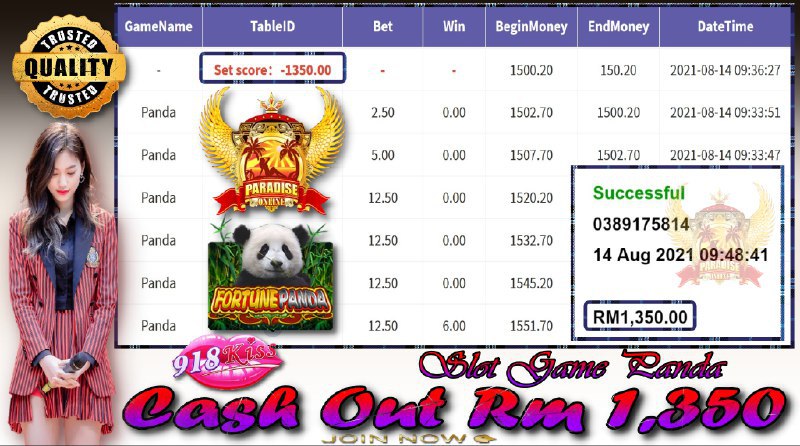 TRUSTED
QUALITY
TRUSTED
GameName TableID Bet Win BeginMoney EndMoney DateTime
- Set score: -1350.00 - - 1500.20 150.20 2021-08-14 09:36:27
Panda 2.50 0.00 1502.70 1500.20 2021-08-14 09:33:51
Panda 5.00 0.00 1507.70 1502.70 2021-08-14 09:33:47
Panda 12.50 0.00 1520.20
Panda 12.50 0.00 1532.70
Panda 12.50 0.00 1545.20
Panda 12.50 6.00 1551.70
PARADISE
ONLINE
FORTUNE PANDA
Successful
0389175814
14 Aug 2021 09:48:41
RM1,350.00
PARADISE
ONLINE
918Kiss
Slot Game Panda
Cash Out Rm 1,350
JOIN NOW